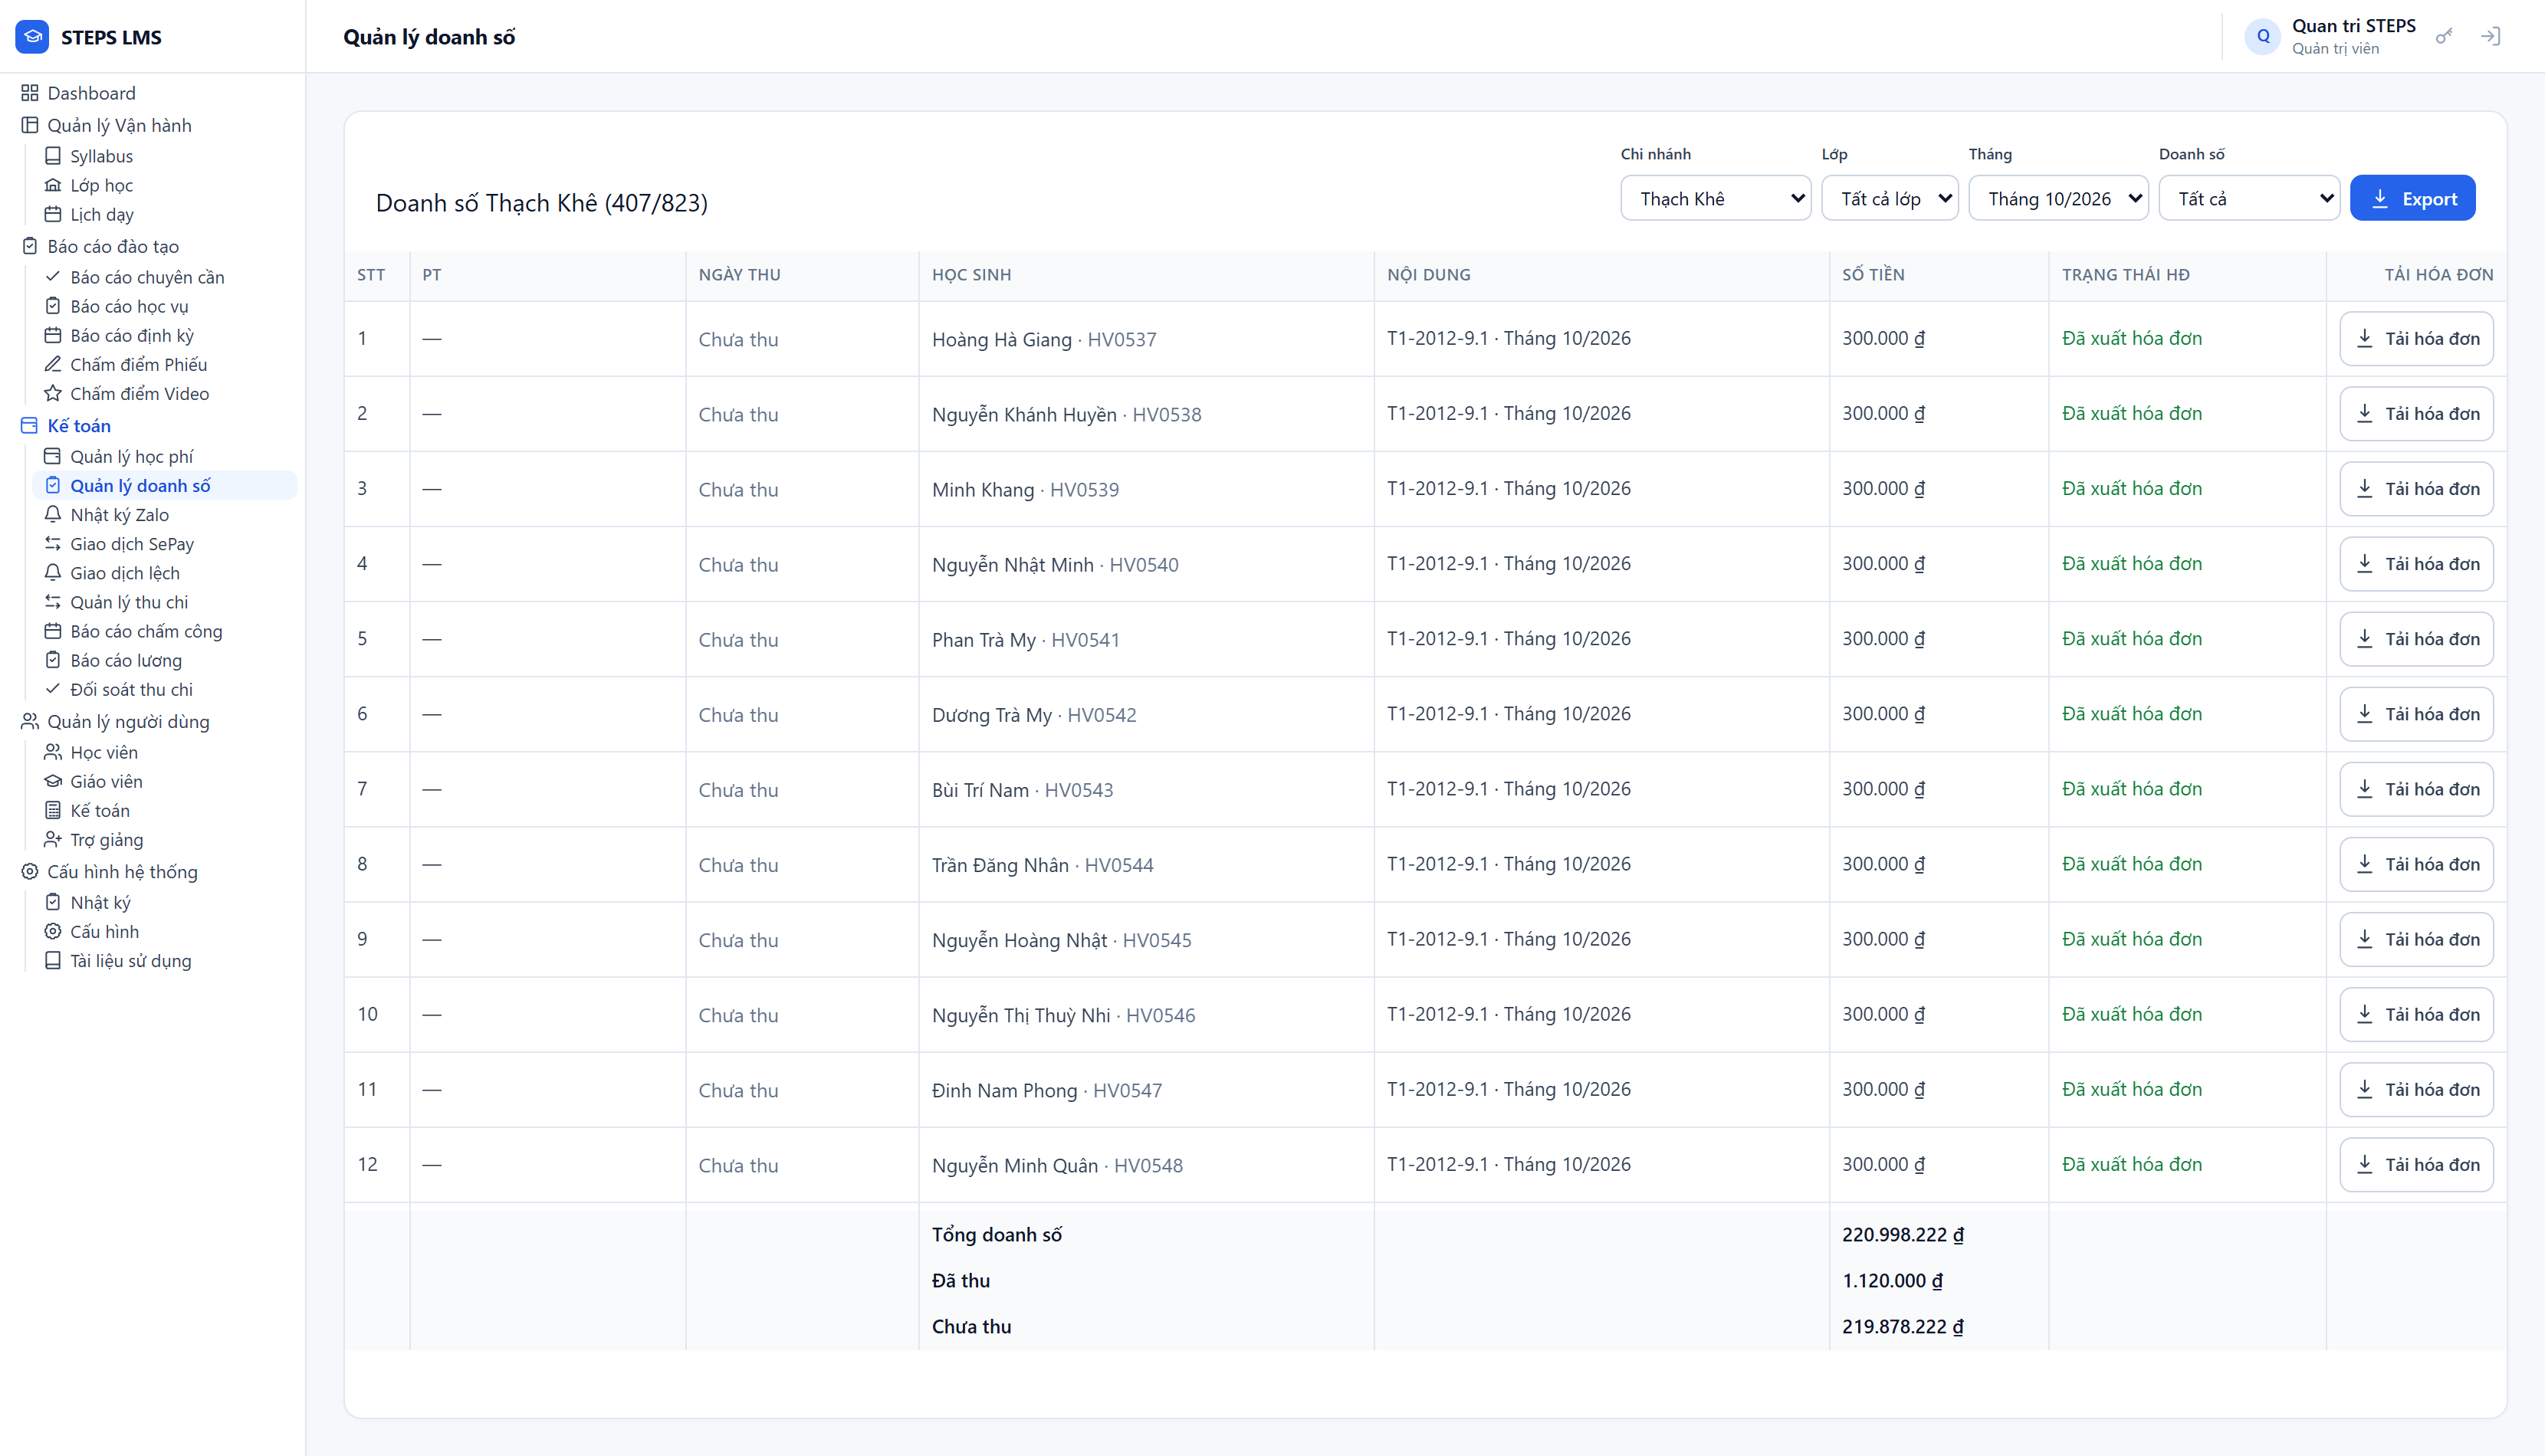 STEPS LMS
Quản lý doanh số
Q
Quan tri STEPS
Quản trị viên
Dashboard
Quản lý Vận hành
Syllabus
Lớp học
Lịch dạy
Báo cáo đào tạo
Báo cáo chuyên cần
Báo cáo học vụ
Báo cáo định kỳ
Chấm điểm Phiếu
Chấm điểm Video
Kế toán
Quản lý học phí
Quản lý doanh số
Nhật ký Zalo
Giao dịch SePay
Giao dịch lệch
Quản lý thu chi
Báo cáo chấm công
Báo cáo lương
Đối soát thu chi
Quản lý người dùng
Học viên
Giáo viên
Kế toán
Trợ giảng
Cấu hình hệ thống
Nhật ký
Cấu hình
Tài liệu sử dụng
Doanh số Thạch Khê (407/823)
Chi nhánh Lớp Tháng Doanh số
Thạch Khê Tất cả lớp Tháng 10/2026 Tất cả Export
STT PT NGÀY THU HỌC SINH NỘI DUNG SỐ TIỀN TRẠNG THÁI HĐ TẢI HÓA ĐƠN
1 — Chưa thu Hoàng Hà Giang · HV0537 T1-2012-9.1 · Tháng 10/2026 300.000 ₫ Đã xuất hóa đơn Tải hóa đơn
2 — Chưa thu Nguyễn Khánh Huyền · HV0538 T1-2012-9.1 · Tháng 10/2026 300.000 ₫ Đã xuất hóa đơn Tải hóa đơn
3 — Chưa thu Minh Khang · HV0539 T1-2012-9.1 · Tháng 10/2026 300.000 ₫ Đã xuất hóa đơn Tải hóa đơn
4 — Chưa thu Nguyễn Nhật Minh · HV0540 T1-2012-9.1 · Tháng 10/2026 300.000 ₫ Đã xuất hóa đơn Tải hóa đơn
5 — Chưa thu Phan Trà My · HV0541 T1-2012-9.1 · Tháng 10/2026 300.000 ₫ Đã xuất hóa đơn Tải hóa đơn
6 — Chưa thu Dương Trà My · HV0542 T1-2012-9.1 · Tháng 10/2026 300.000 ₫ Đã xuất hóa đơn Tải hóa đơn
7 — Chưa thu Bùi Trí Nam · HV0543 T1-2012-9.1 · Tháng 10/2026 300.000 ₫ Đã xuất hóa đơn Tải hóa đơn
8 — Chưa thu Trần Đăng Nhân · HV0544 T1-2012-9.1 · Tháng 10/2026 300.000 ₫ Đã xuất hóa đơn Tải hóa đơn
9 — Chưa thu Nguyễn Hoàng Nhật · HV0545 T1-2012-9.1 · Tháng 10/2026 300.000 ₫ Đã xuất hóa đơn Tải hóa đơn
10 — Chưa thu Nguyễn Thị Thuỳ Nhi · HV0546 T1-2012-9.1 · Tháng 10/2026 300.000 ₫ Đã xuất hóa đơn Tải hóa đơn
11 — Chưa thu Đinh Nam Phong · HV0547 T1-2012-9.1 · Tháng 10/2026 300.000 ₫ Đã xuất hóa đơn Tải hóa đơn
12 — Chưa thu Nguyễn Minh Quân · HV0548 T1-2012-9.1 · Tháng 10/2026 300.000 ₫ Đã xuất hóa đơn Tải hóa đơn
Tổng doanh số 220.998.222 ₫
Đã thu 1.120.000 ₫
Chưa thu 219.878.222 ₫